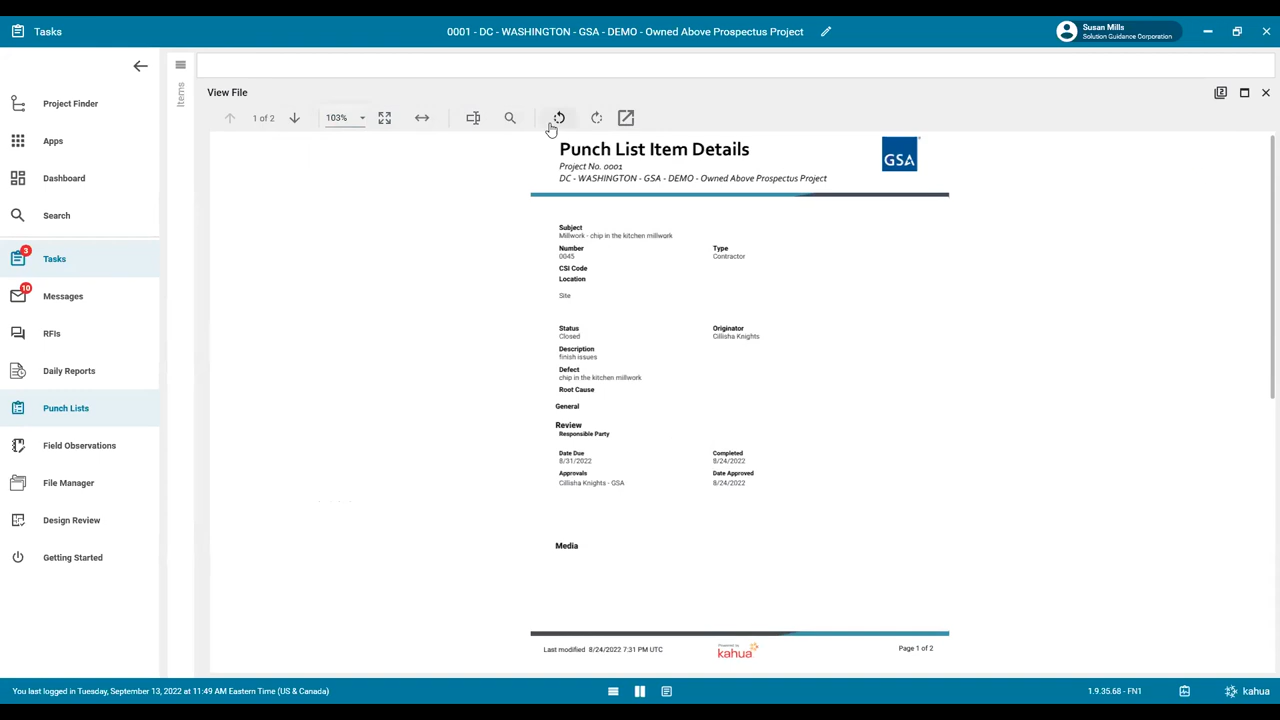 Tasks
0001 - DC - WASHINGTON - GSA - DEMO - Owned Above Prospectus Project
Susan Mills
Solution Guidance Corporation
Project Finder
Apps
Dashboard
Search
3
Tasks
10
Messages
RFIs
Daily Reports
Punch Lists
Field Observations
File Manager
Design Review
Getting Started
Items
View File
2
1 of 2
103%
Punch List Item Details
Project No. 0001
DC - WASHINGTON - GSA - DEMO - Owned Above Prospectus Project
GSA
Subject
Millwork - chip in the kitchen millwork
Number
0045
Type
Contractor
CSI Code
Location
Site
Status
Closed
Originator
Cillisha Knights
Description
finish issues
Defect
chip in the kitchen millwork
Root Cause
General
Review
Responsible Party
Date Due
8/31/2022
Completed
8/24/2022
Approvals
Cillisha Knights - GSA
Date Approved
8/24/2022
Media
Last modified 8/24/2022 7:31 PM UTC
Powered by
kahua
Page 1 of 2
You last logged in Tuesday, September 13, 2022 at 11:49 AM Eastern Time (US & Canada)
1.9.35.68 - FN1
kahua